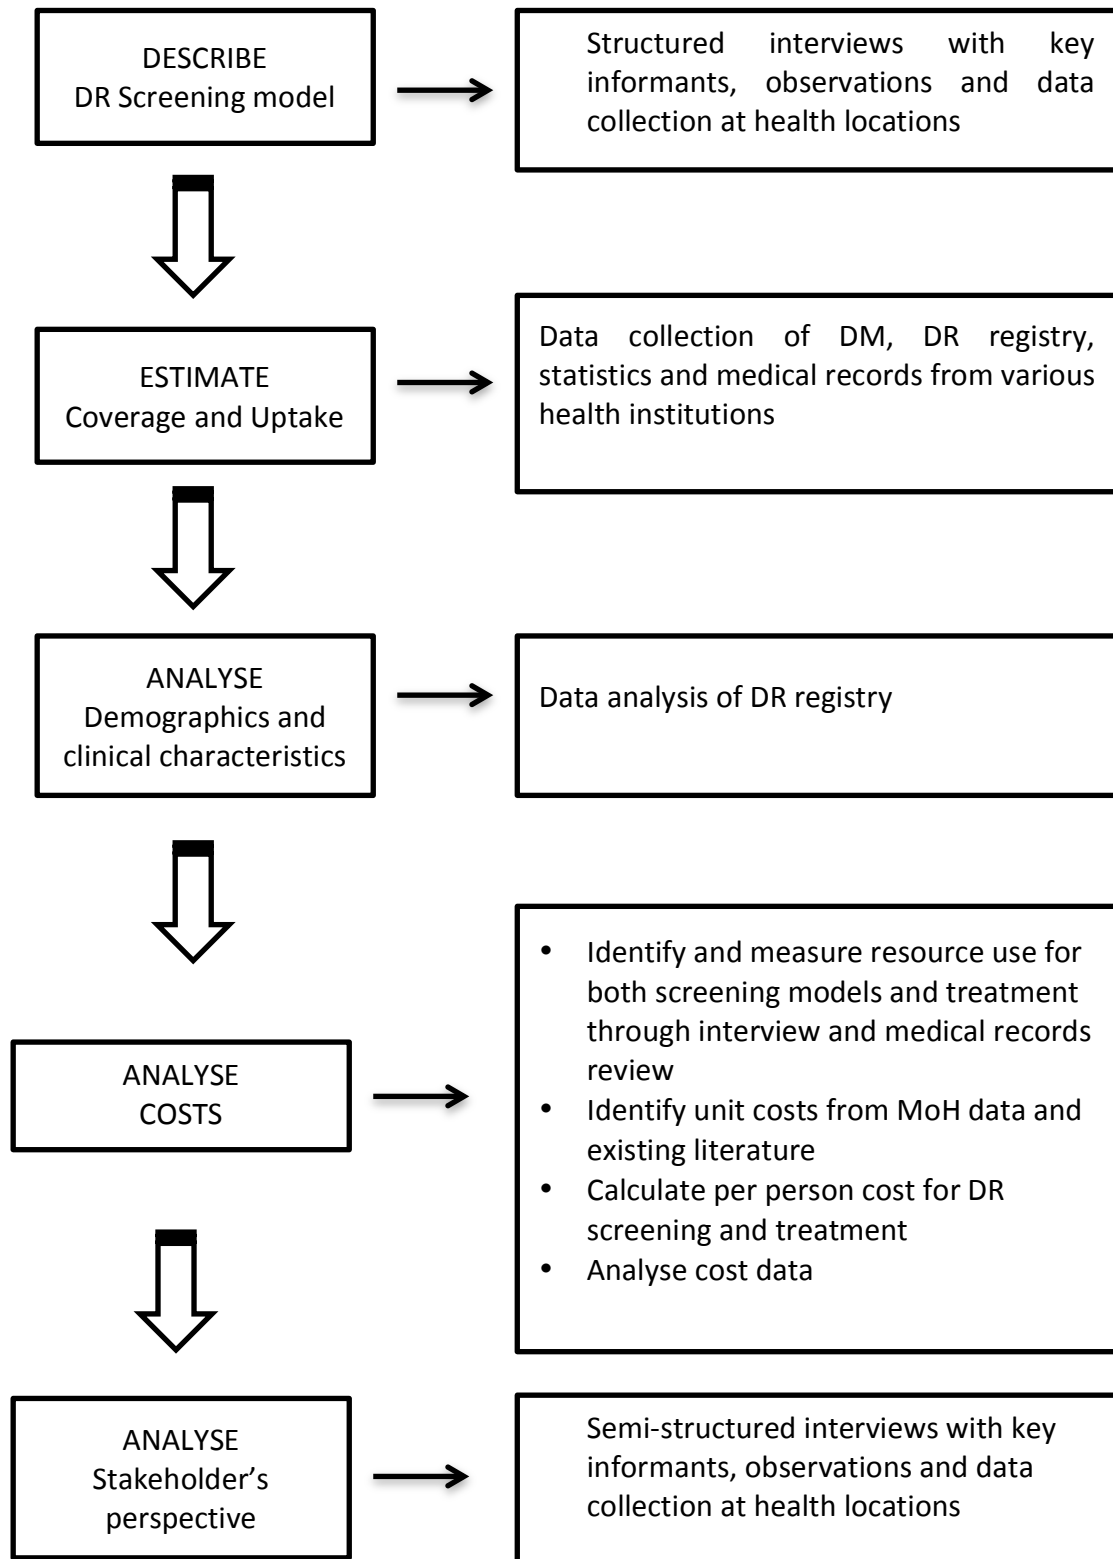 DESCRIBE
DR Screening model
Structured interviews with key
informants, observations and data
collection at health locations
ESTIMATE
Coverage and Uptake
Data collection of DM, DR registry,
statistics and medical records from various
health institutions
ANALYSE
Demographics and
clinical characteristics
Data analysis of DR registry
ANALYSE
COSTS
• Identify and measure resource use for
both screening models and treatment
through interview and medical records
review
• Identify unit costs from MoH data and
existing literature
• Calculate per person cost for DR
screening and treatment
• Analyse cost data
ANALYSE
Stakeholder’s
perspective
Semi-structured interviews with key
informants, observations and data
collection at health locations